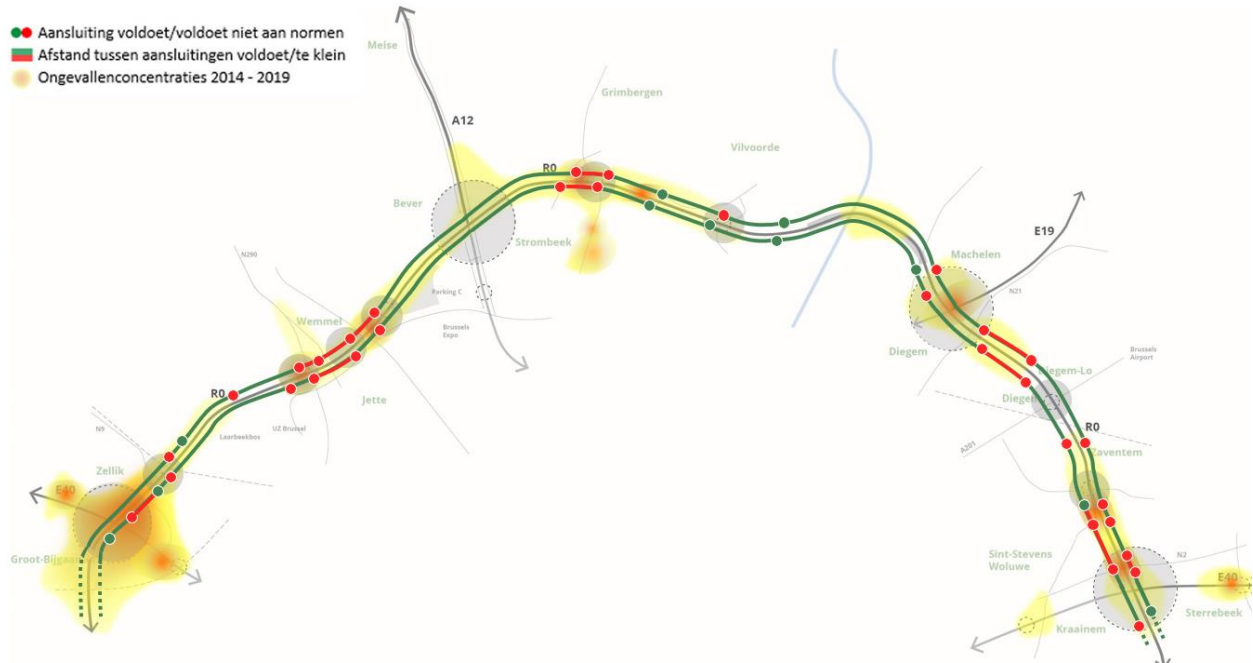 Aansluiting voldoet/voldoet niet aan normen
Afstand tussen aansluitingen voldoet/te klein
Ongevallenconcentraties 2014 - 2019
Meise
A12
Grimbergen
R0
Vilvoorde
Bever
Strombeek
E19
Machelen
N290
Parking C
N21
Wemmel
Brussels
Expo
Diegem
Brussels
Airport
Diegem-Lo
Diegem
R0
Jette
R0
UZ Brussel
Laarbeekbos
N9
A201
Zaventem
Zellik
E40
Groot-Bijgaa
Sint-Stevens
Woluwe
N2
E40
Sterrebeek
Kraainem